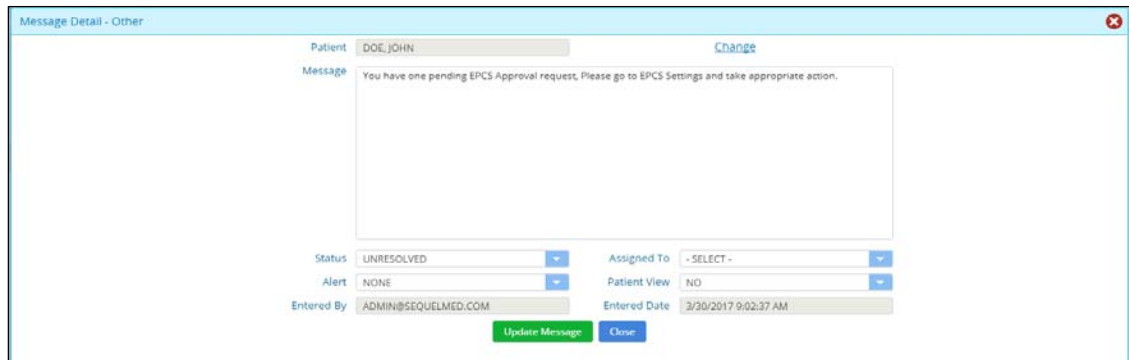 Message Detail - Other
Patient DOE, JOHN Change
Message You have one pending EPCS Approval request, Please go to EPCS Settings and take appropriate action.
Status UNRESOLVED Assigned To - SELECT -
Alert NONE Patient View NO
Entered By ADMIN@SEQUELMED.COM Entered Date 3/30/2017 9:02:37 AM
Update Message Close